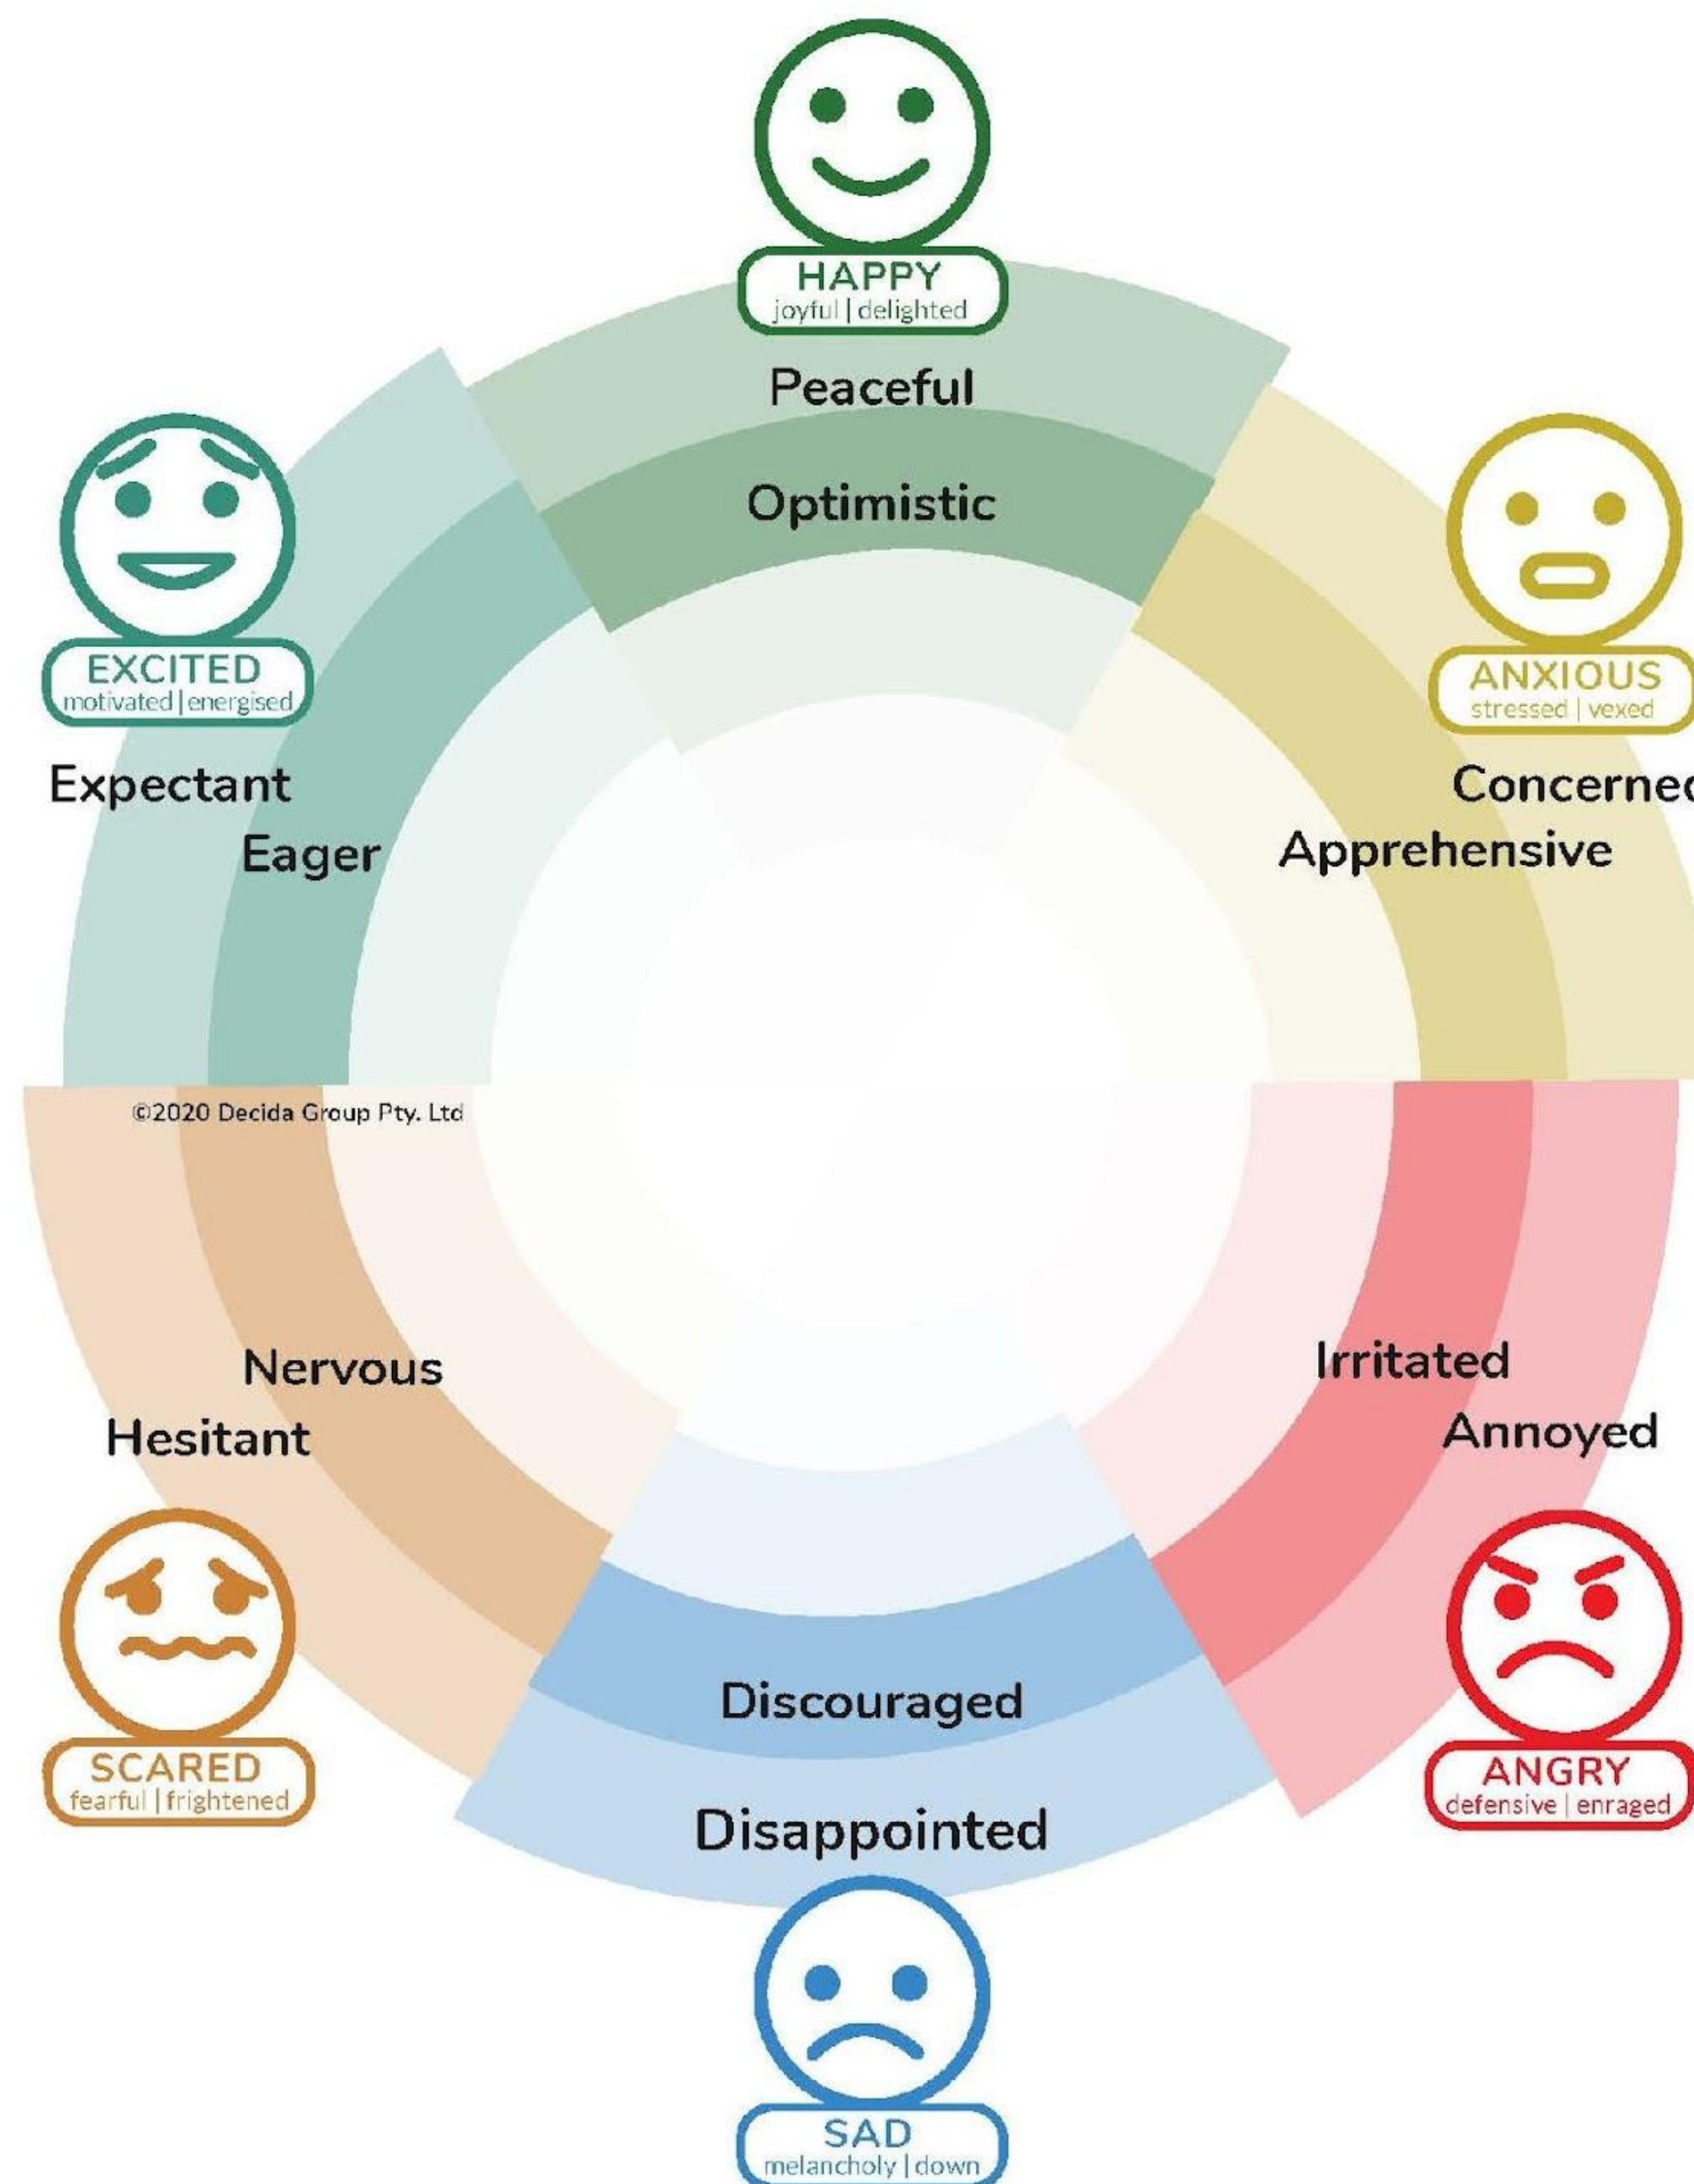 HAPPY
joyful | delighted
Peaceful
Optimistic
EXCITED
motivated | energised
Expectant
Eager
ANXIOUS
stressed | vexed
Concerned
Apprehensive
©2020 Decida Group Pty. Ltd
Nervous
Hesitant
SCARED
fearful | frightened
Irritated
Annoyed
ANGRY
defensive | enraged
Discouraged
Disappointed
SAD
melancholy | down